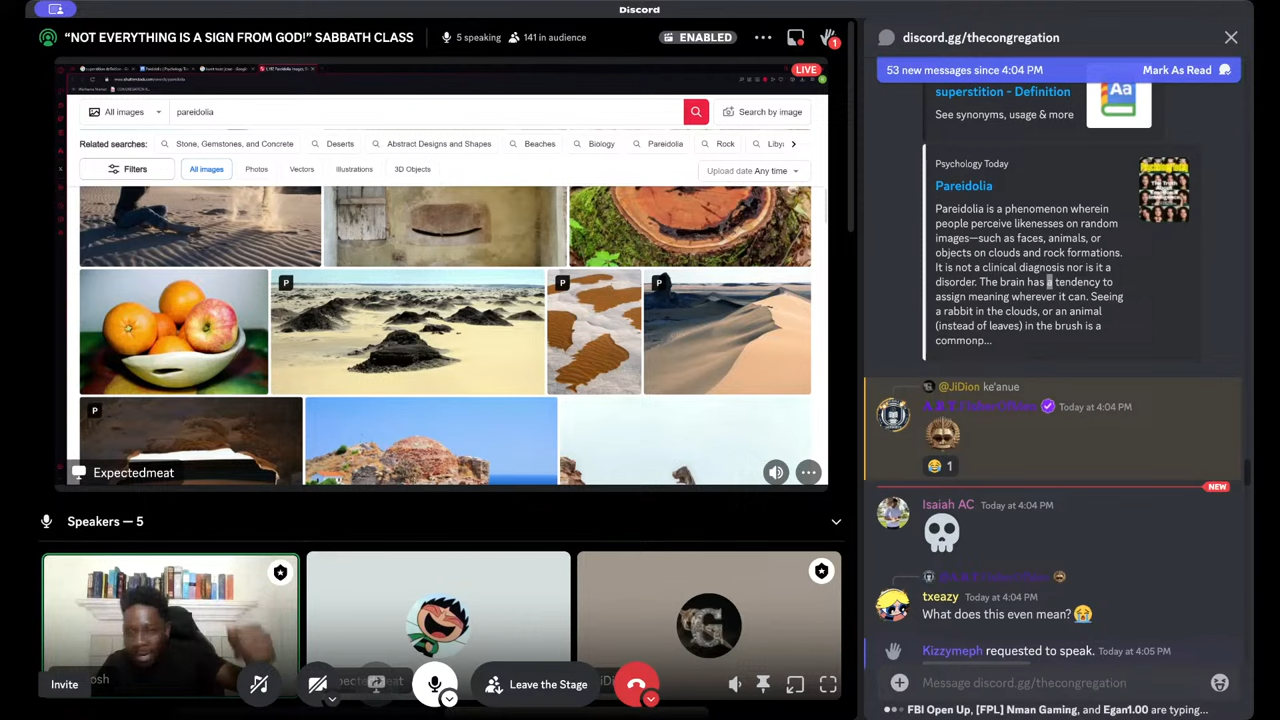 Discord
“NOT EVERYTHING IS A SIGN FROM GOD!” SABBATH CLASS
5 speaking
141 in audience
ENABLED
1
LIVE
All images
pareidolia
Search by image
Related searches:
Stone, Gemstones, and Concrete
Deserts
Abstract Designs and Shapes
Beaches
Biology
Pareidolia
Rock
Liby
Filters
All images
Photos
Vectors
Illustrations
3D Objects
Upload date Any time
P
P
P
P
Expectedmeat
Speakers — 5
osh
Invite
Leave the Stage
G
discord.gg/thecongregation
53 new messages since 4:04 PM
Mark As Read
superstition - Definition
See synonyms, usage & more
Aa
Psychology Today
Pareidolia
Pareidolia is a phenomenon wherein
people perceive likenesses on random
images—such as faces, animals, or
objects on clouds and rock formations.
It is not a clinical diagnosis nor is it a
disorder. The brain has a tendency to
assign meaning wherever it can. Seeing
a rabbit in the clouds, or an animal
(instead of leaves) in the brush is a
commonp...
@JiDion ke'anue
Today at 4:04 PM
😂 1
NEW
Isaiah AC Today at 4:04 PM
💀
txeazy Today at 4:04 PM
What does this even mean?😭
Kizzymeph requested to speak. Today at 4:05 PM
Message discord.gg/thecongregation
FBI Open Up, [FPL] Nman Gaming, and Egan1.00 are typing...